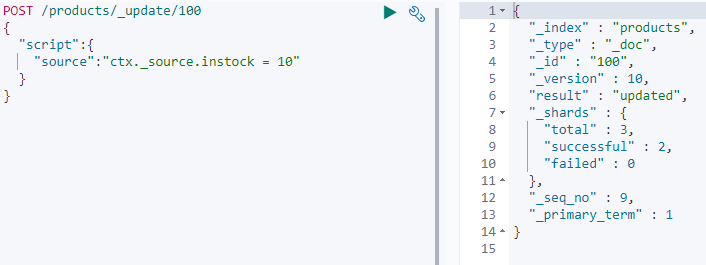 POST /products/_update/100
{
  "script":{
    "source":"ctx._source.instock = 10"
  }
}
1 {
2 "_index" : "products",
3 "_type" : "_doc",
4 "_id" : "100",
5 "_version" : 10,
6 "result" : "updated",
7 "_shards" : {
8 "total" : 3,
9 "successful" : 2,
10 "failed" : 0
11 },
12 "_seq_no" : 9,
13 "_primary_term" : 1
14 }
15